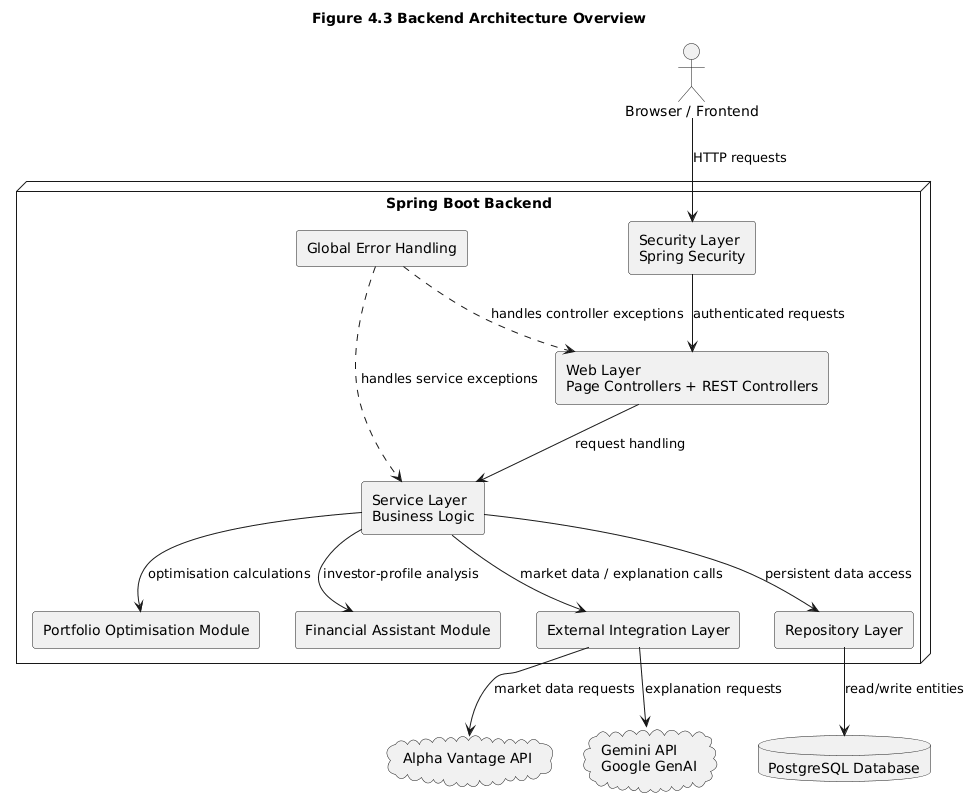 Figure 4.3 Backend Architecture Overview
Browser / Frontend
HTTP requests
Spring Boot Backend
Global Error Handling
Security Layer
Spring Security
handles controller exceptions
authenticated requests
Web Layer
Page Controllers + REST Controllers
handles service exceptions
request handling
Service Layer
Business Logic
optimisation calculations
investor-profile analysis
market data / explanation calls
persistent data access
Portfolio Optimisation Module
Financial Assistant Module
External Integration Layer
Repository Layer
market data requests
explanation requests
read/write entities
Alpha Vantage API
Gemini API
Google GenAI
PostgreSQL Database